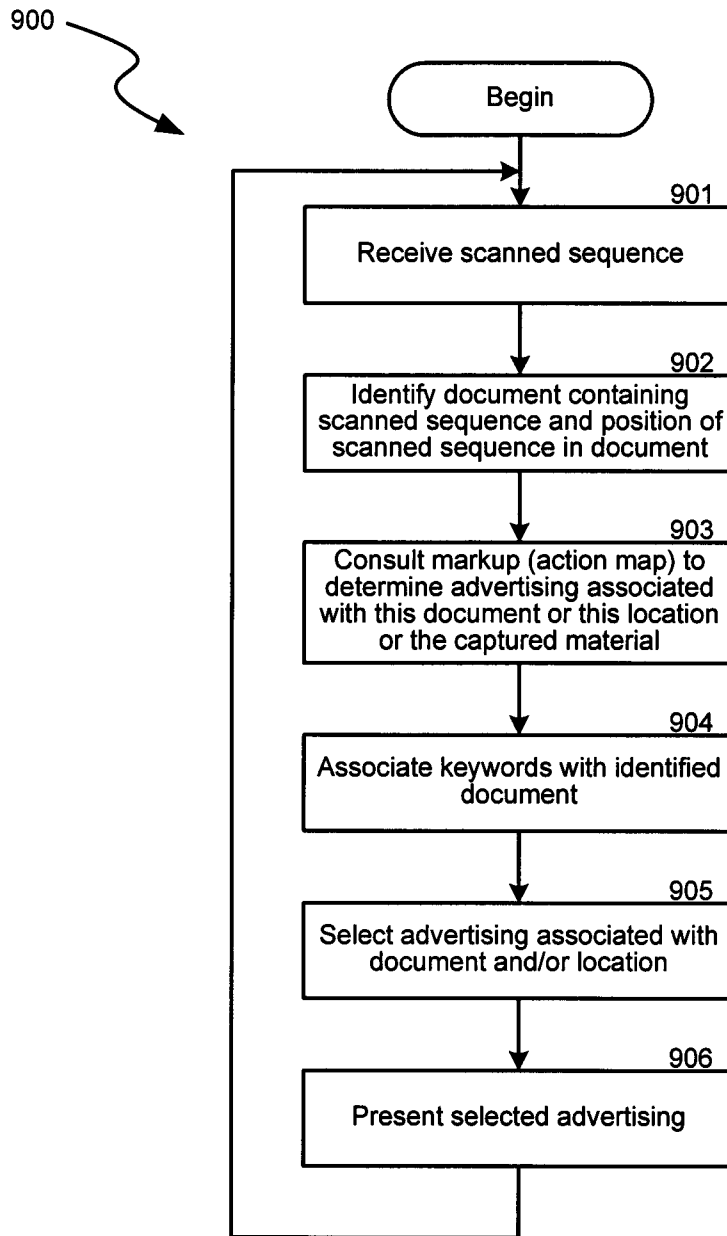 900
Begin
901
Receive scanned sequence
902
Identify document containing
scanned sequence and position of
scanned sequence in document
903
Consult markup (action map) to
determine advertising associated
with this document or this location
or the captured material
904
Associate keywords with identified
document
905
Select advertising associated with
document and/or location
906
Present selected advertising